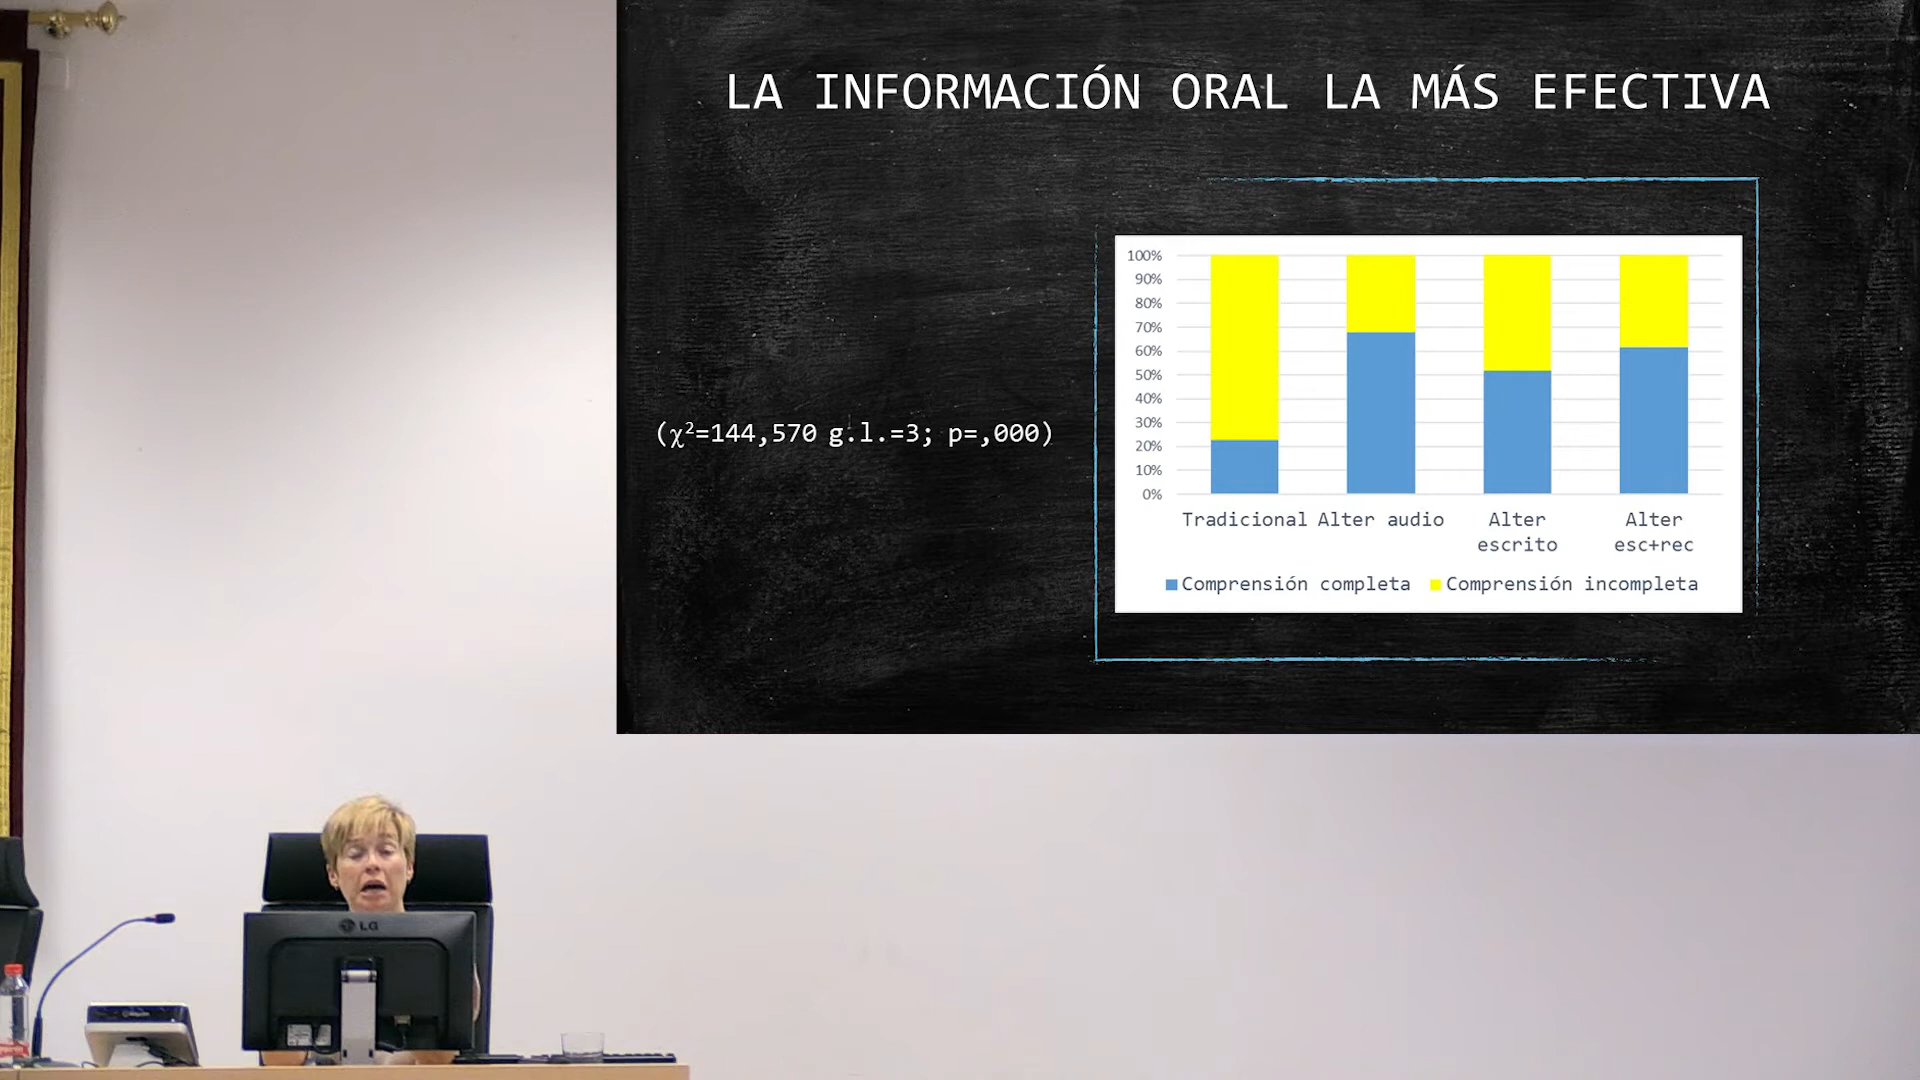 LA INFORMACIÓN ORAL LA MÁS EFECTIVA
(χ²=144,570 g.l.=3; p=,000)
100%
90%
80%
70%
60%
50%
40%
30%
20%
10%
0%
Tradicional
Alter audio
Alter
escrito
Alter
esc+rec
Comprensión completa
Comprensión incompleta
LG